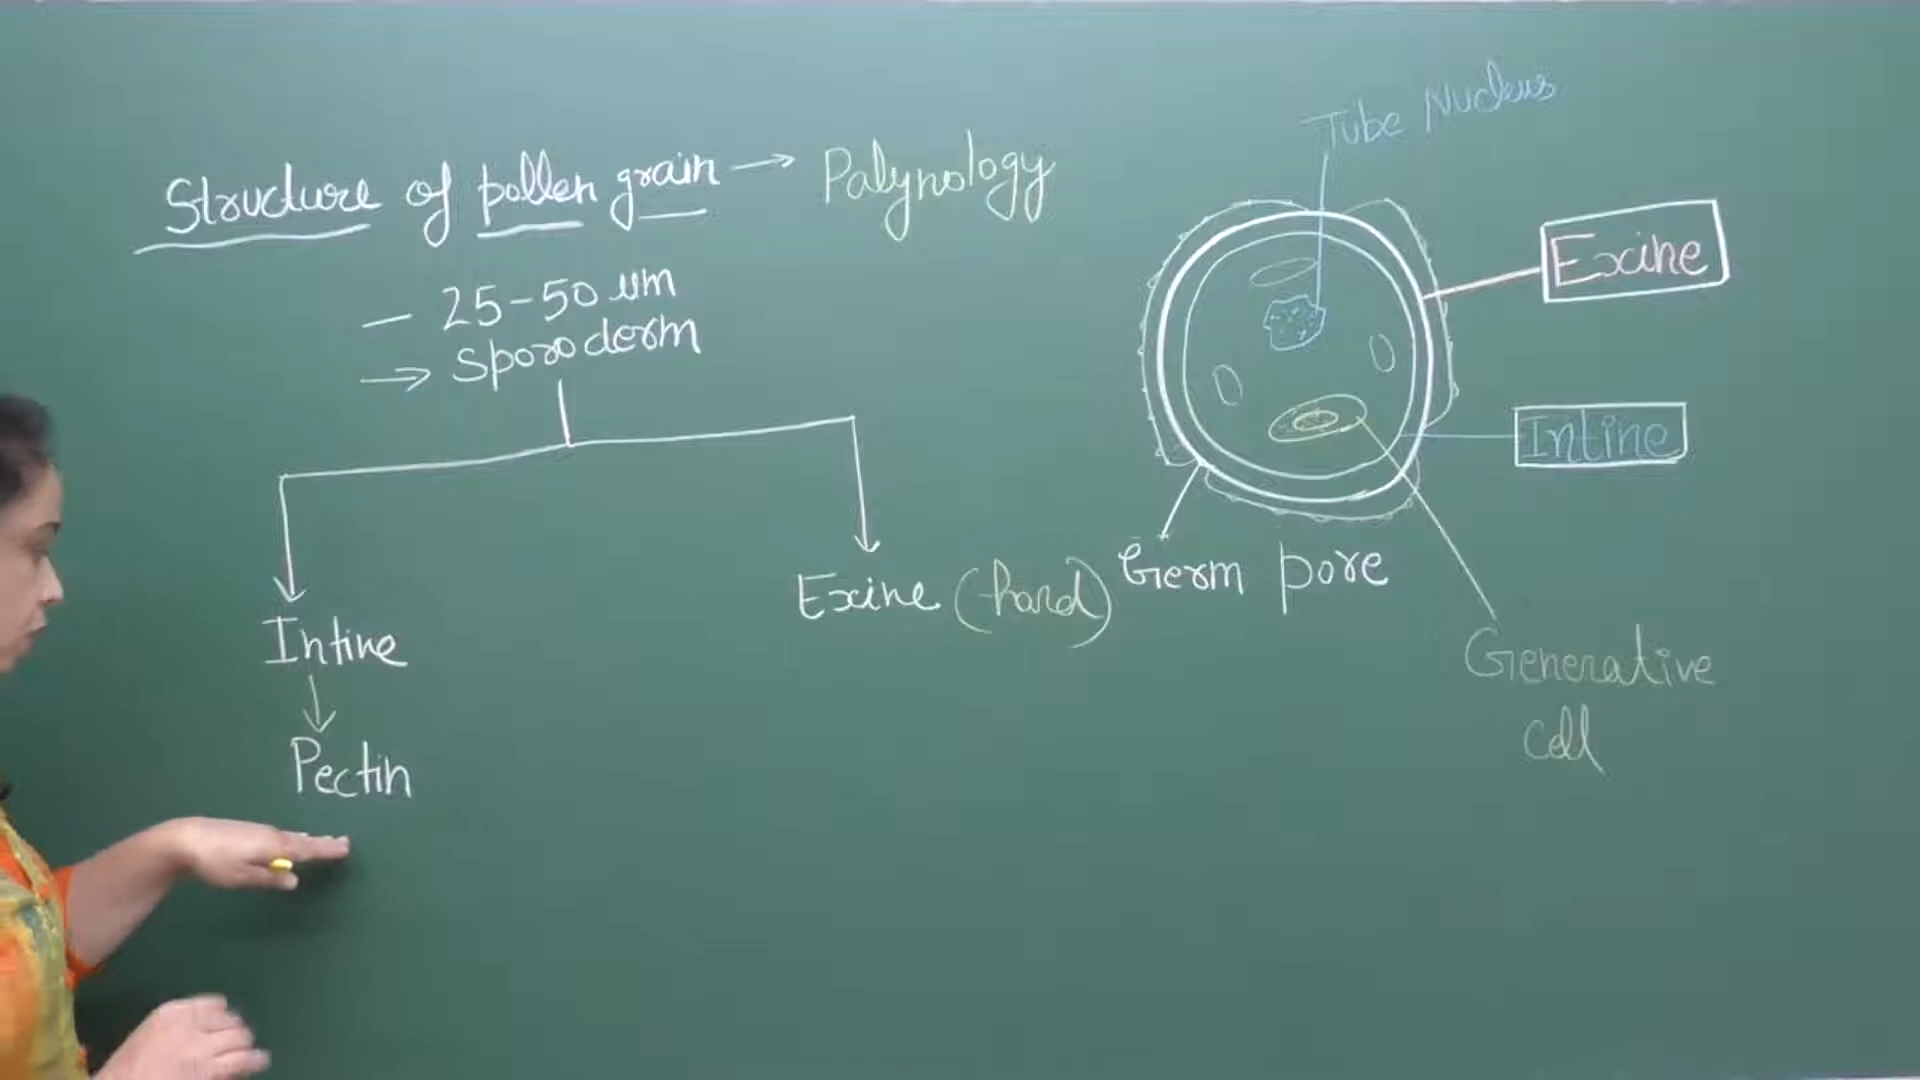 Structure of pollen grain → Palynology
— 25-50 um
→ Sporoderm
Intine
Pectin
Exine (hard)
Tube Nucleus
Exine
Intine
Germ pore
Generative
Cell